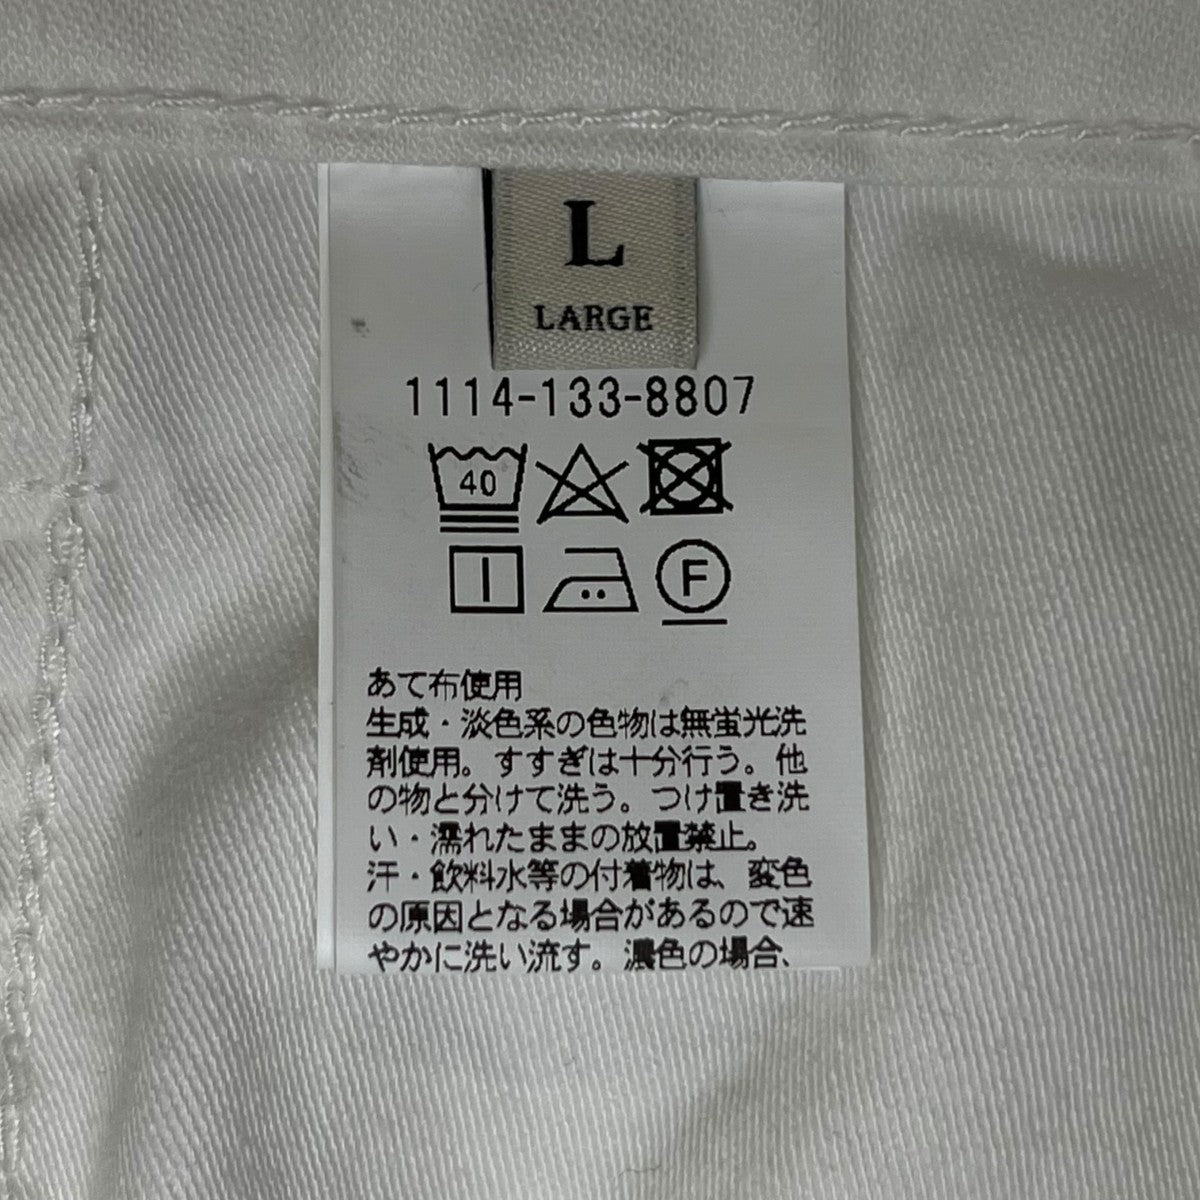 L
LARGE
1114-133-8807
40
F
あて布使用
生成・淡色系の色物は無蛍光洗
剤使用。すすぎは十分行う。他
の物と分けて洗う。つけ置き洗
い・濡れたままの放置禁止。
汗・飲料水等の付着物は、変色
の原因となる場合があるので速
やかに洗い流す。濃色の場合、